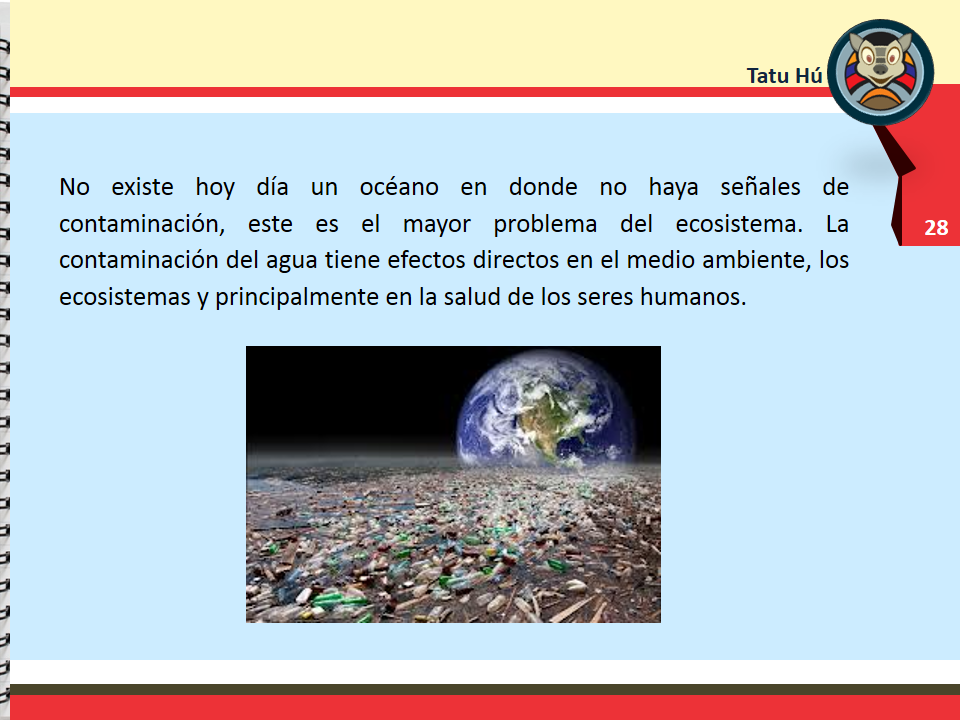 Tatu Hú
No existe hoy día un océano en donde no haya señales de
contaminación, este es el mayor problema del ecosistema. La
contaminación del agua tiene efectos directos en el medio ambiente, los
ecosistemas y principalmente en la salud de los seres humanos.
28